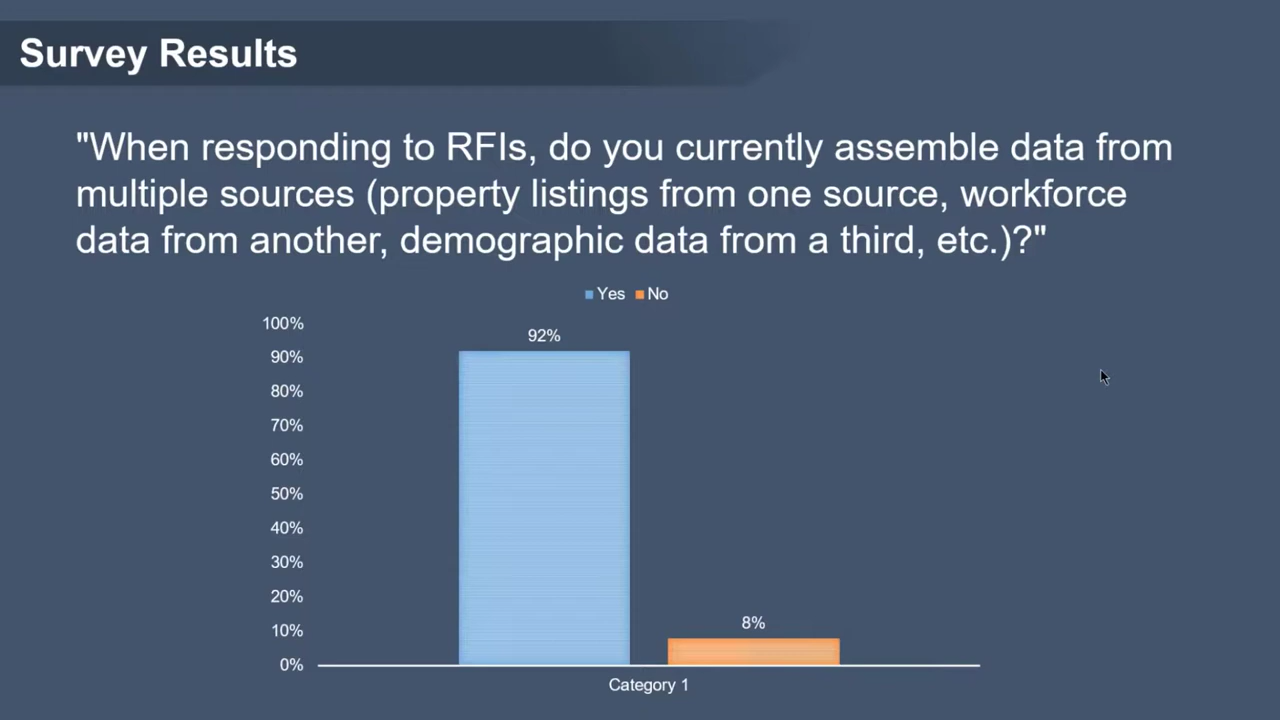 Survey Results
"When responding to RFIs, do you currently assemble data from
multiple sources (property listings from one source, workforce
data from another, demographic data from a third, etc.)?"
Yes No
100%
92%
90%
80%
70%
60%
50%
40%
30%
20%
8%
10%
0%
Category 1